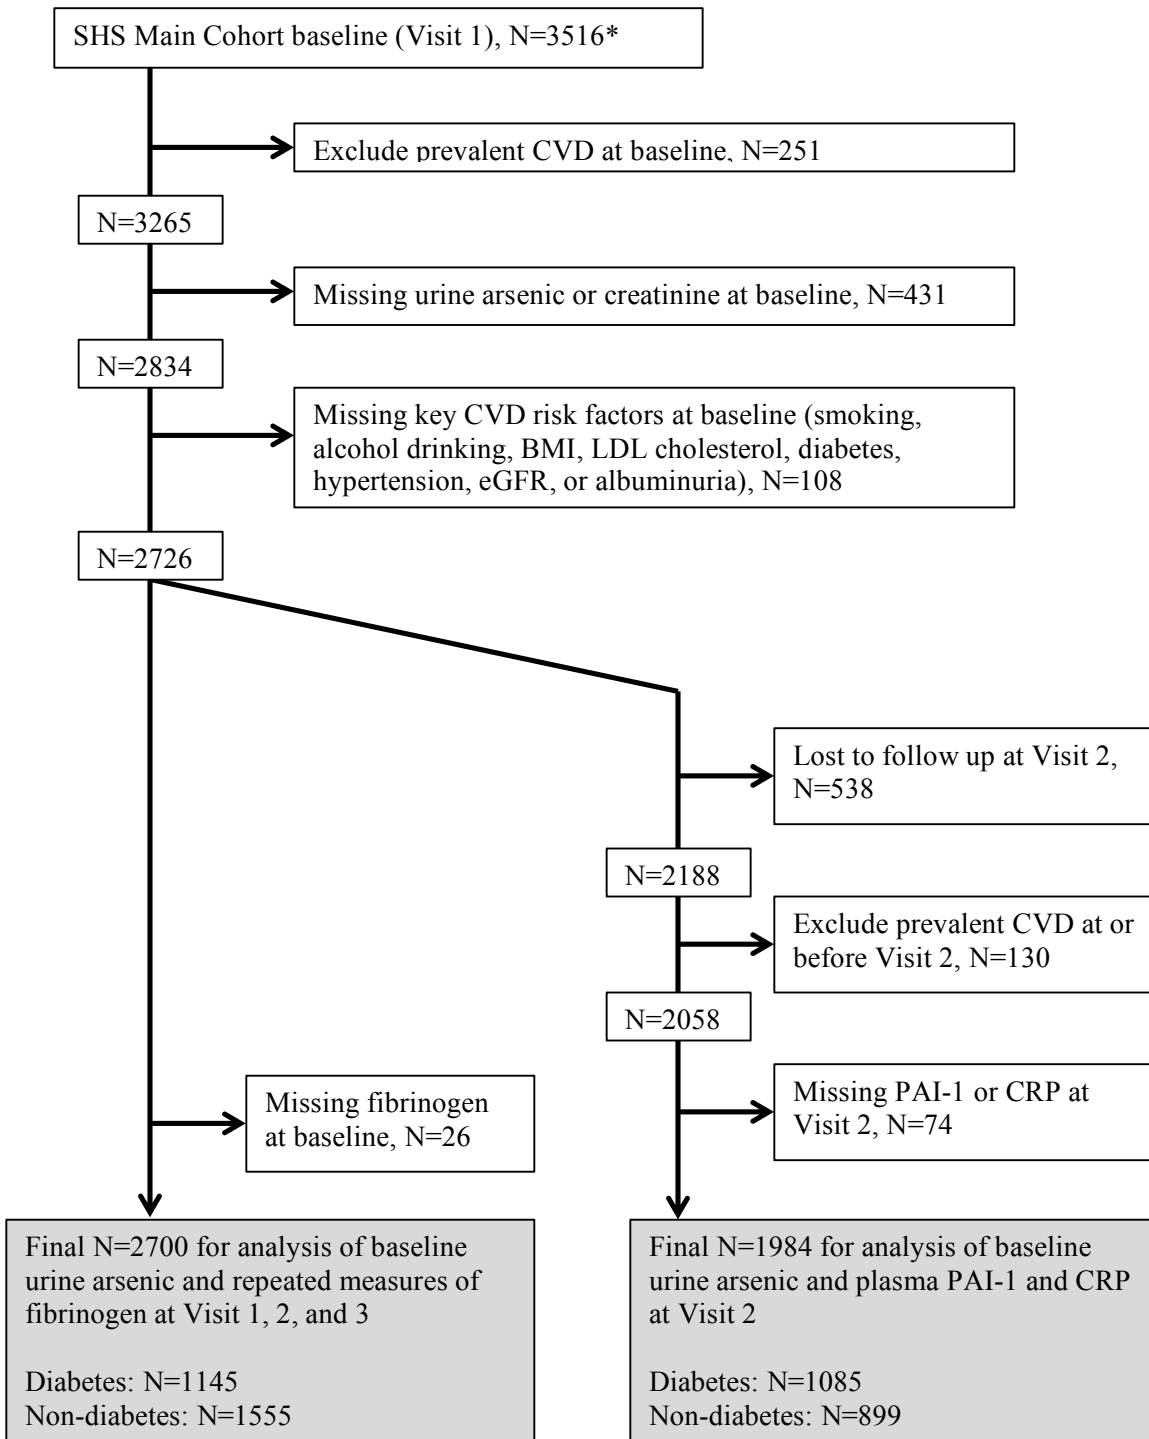 SHS Main Cohort baseline (Visit 1), N=3516*
Exclude prevalent CVD at baseline, N=251
N=3265
Missing urine arsenic or creatinine at baseline, N=431
N=2834
Missing key CVD risk factors at baseline (smoking,
alcohol drinking, BMI, LDL cholesterol, diabetes,
hypertension, eGFR, or albuminuria), N=108
N=2726
Lost to follow up at Visit 2,
N=538
N=2188
Exclude prevalent CVD at or
before Visit 2, N=130
N=2058
Missing PAI-1 or CRP at
Visit 2, N=74
Missing fibrinogen
at baseline, N=26
Final N=2700 for analysis of baseline
urine arsenic and repeated measures of
fibrinogen at Visit 1, 2, and 3
Diabetes: N=1145
Non-diabetes: N=1555
Final N=1984 for analysis of baseline
urine arsenic and plasma PAI-1 and CRP
at Visit 2
Diabetes: N=1085
Non-diabetes: N=899